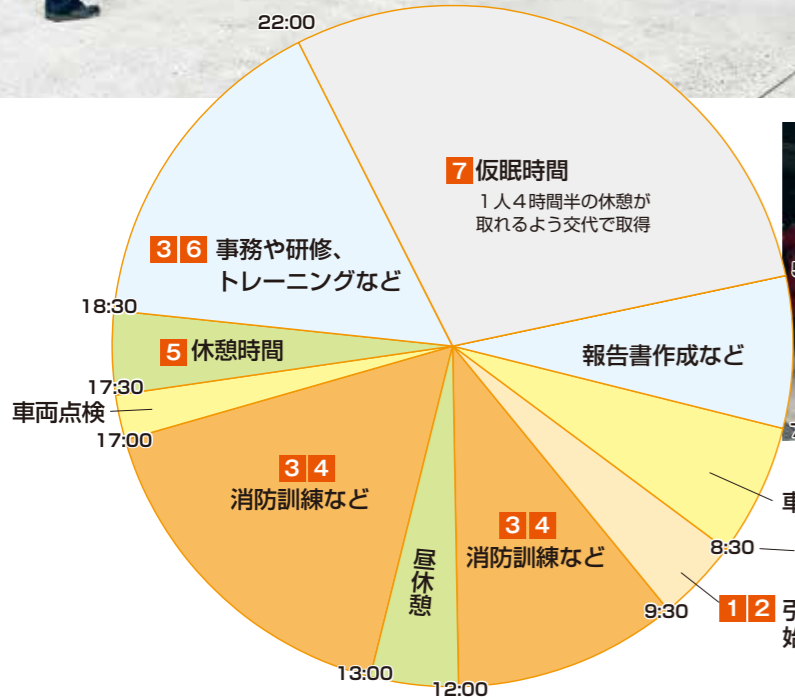 22:00
7 仮眠時間
1人4時間半の休憩が
取れるよう交代で取得
3 6 事務や研修、
トレーニングなど
18:30
5 休憩時間
報告書作成など
17:30
車両点検
17:00
3 4
消防訓練など
3 4
消防訓練など
昼休憩
車
8:30
1 2 引
始
9:30
13:00
12:00